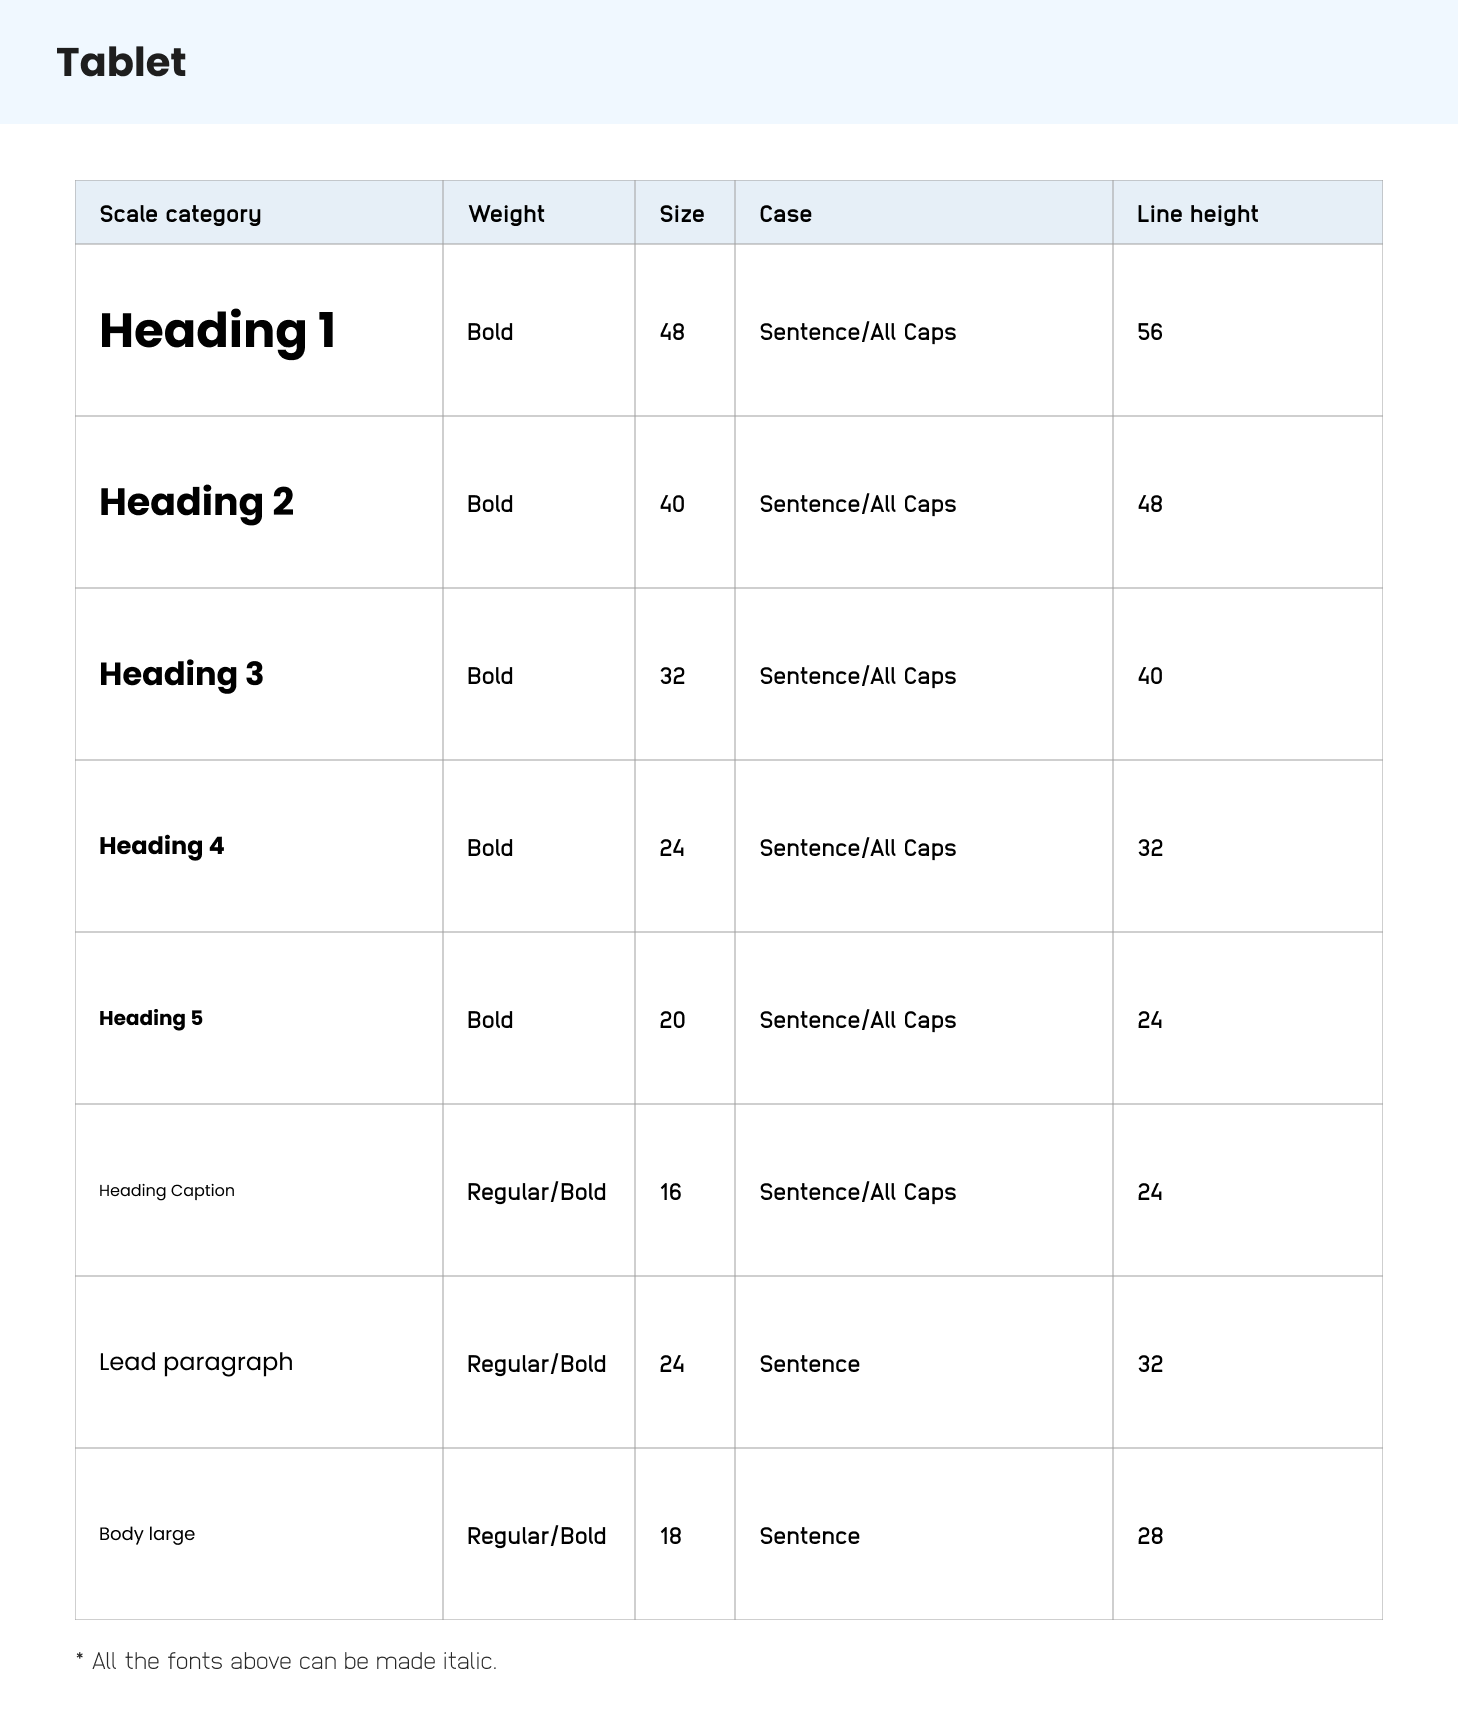 Tablet
Scale category Weight Size Case Line height
Heading 1 Bold 48 Sentence/All Caps 56
Heading 2 Bold 40 Sentence/All Caps 48
Heading 3 Bold 32 Sentence/All Caps 40
Heading 4 Bold 24 Sentence/All Caps 32
Heading 5 Bold 20 Sentence/All Caps 24
Heading Caption Regular/Bold 16 Sentence/All Caps 24
Lead paragraph Regular/Bold 24 Sentence 32
Body large Regular/Bold 18 Sentence 28
* All the fonts above can be made italic.